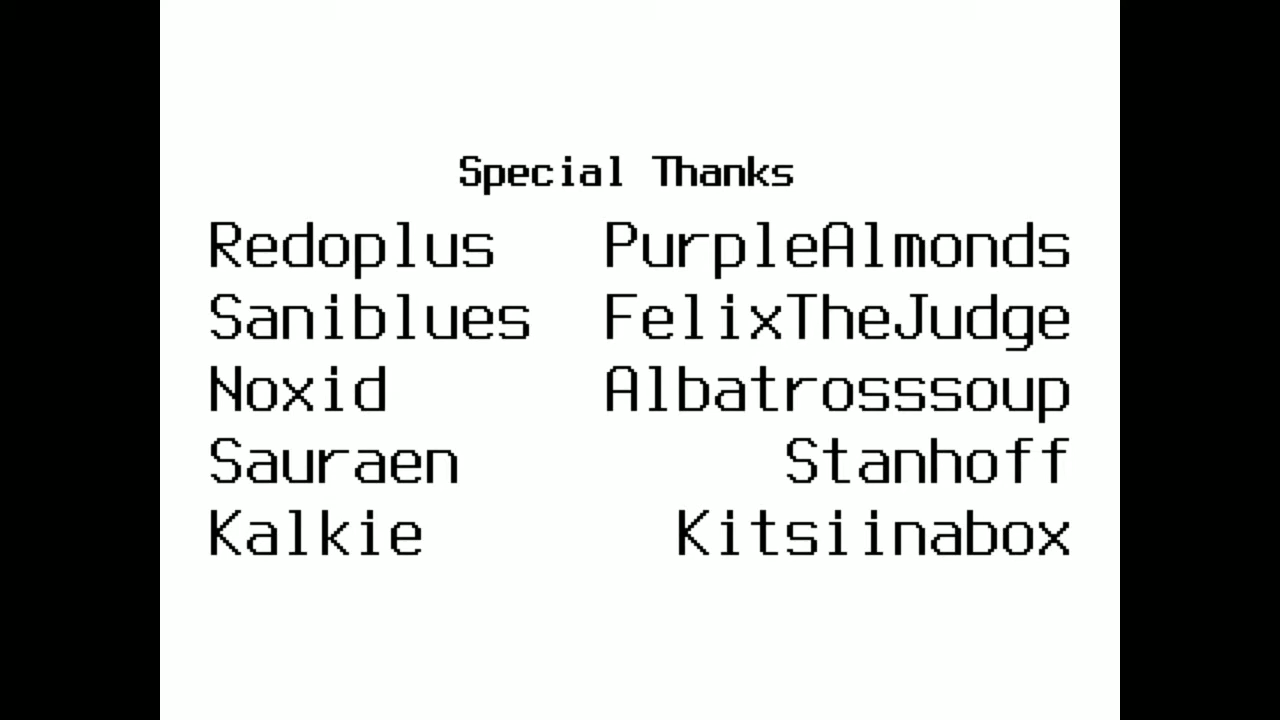 Special Thanks
Redoplus PurpleAlmonds
Saniblues FelixTheJudge
Noxid Albatrosssoup
Sauraen Stanhoff
Kalkie Kitsiinabox